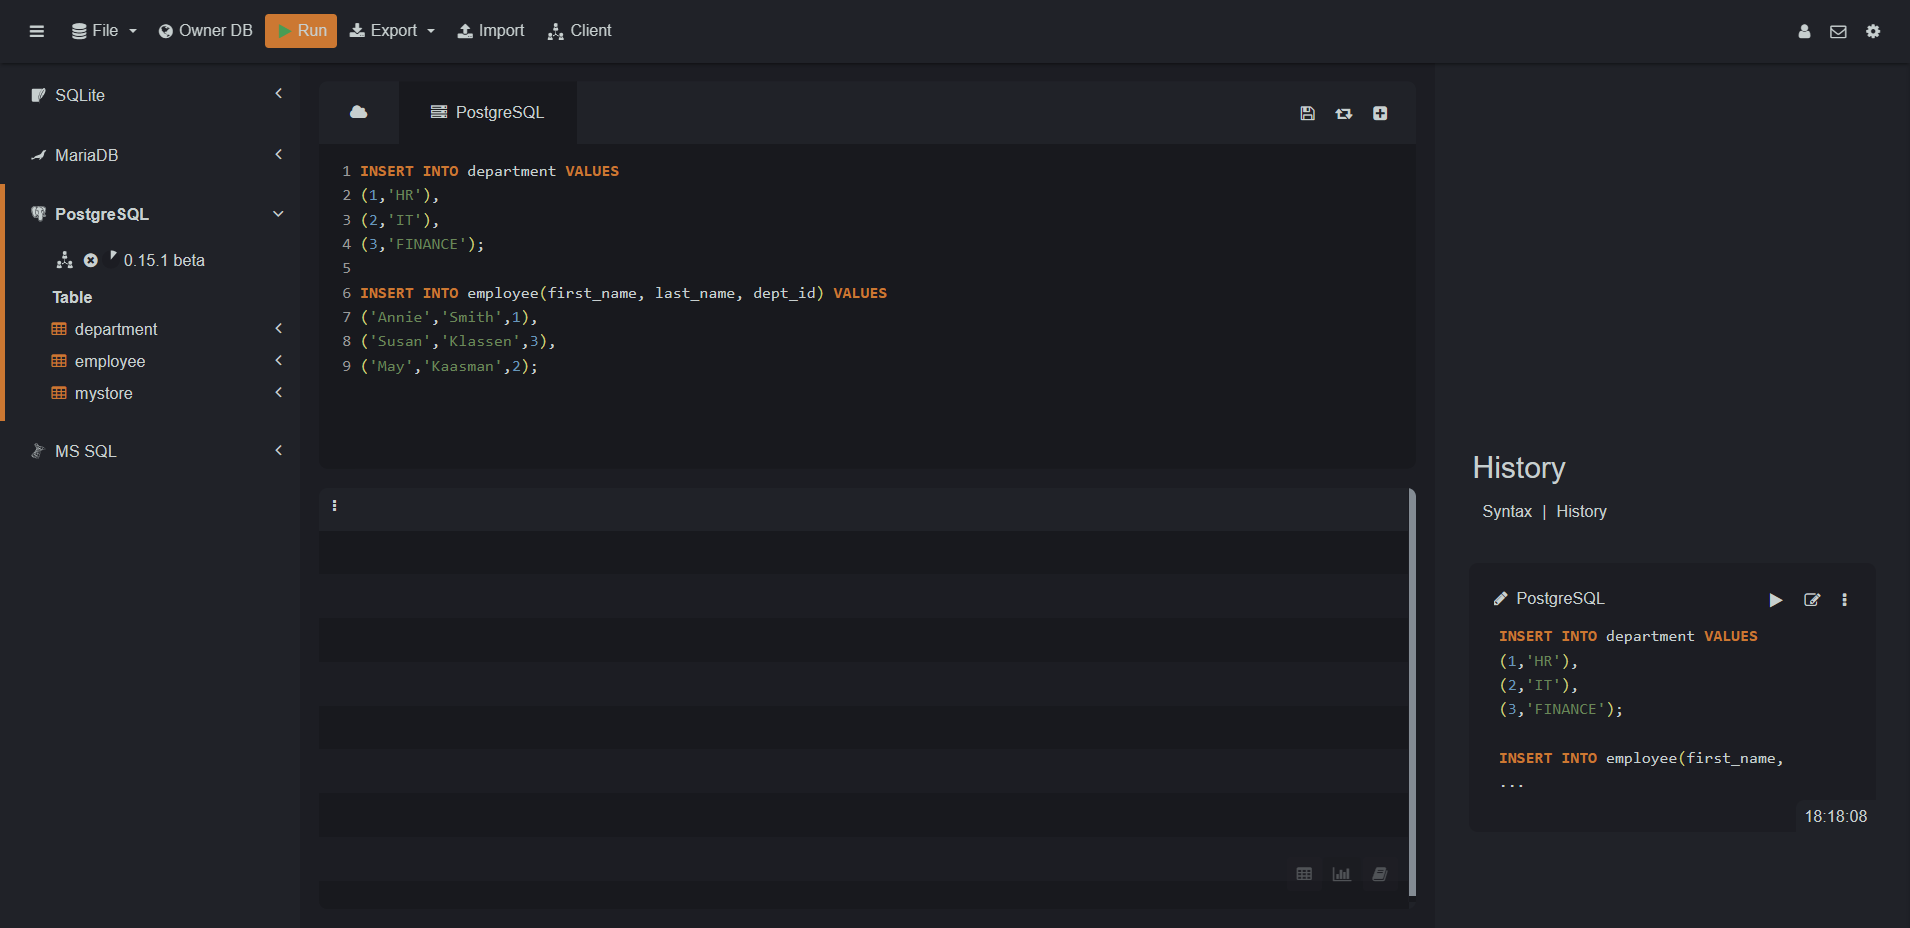 File Owner DB Run Export Import Client
SQLite
MariaDB
PostgreSQL
0.15.1 beta
Table
department
employee
mystore
MS SQL
PostgreSQL
1 INSERT INTO department VALUES
2 (1,'HR'),
3 (2,'IT'),
4 (3,'FINANCE');
5
6 INSERT INTO employee(first_name, last_name, dept_id) VALUES
7 ('Annie','Smith',1),
8 ('Susan','Klassen',3),
9 ('May','Kaasman',2);
History
Syntax | History
PostgreSQL
INSERT INTO department VALUES
(1,'HR'),
(2,'IT'),
(3,'FINANCE');
INSERT INTO employee(first_name,
...
18:18:08